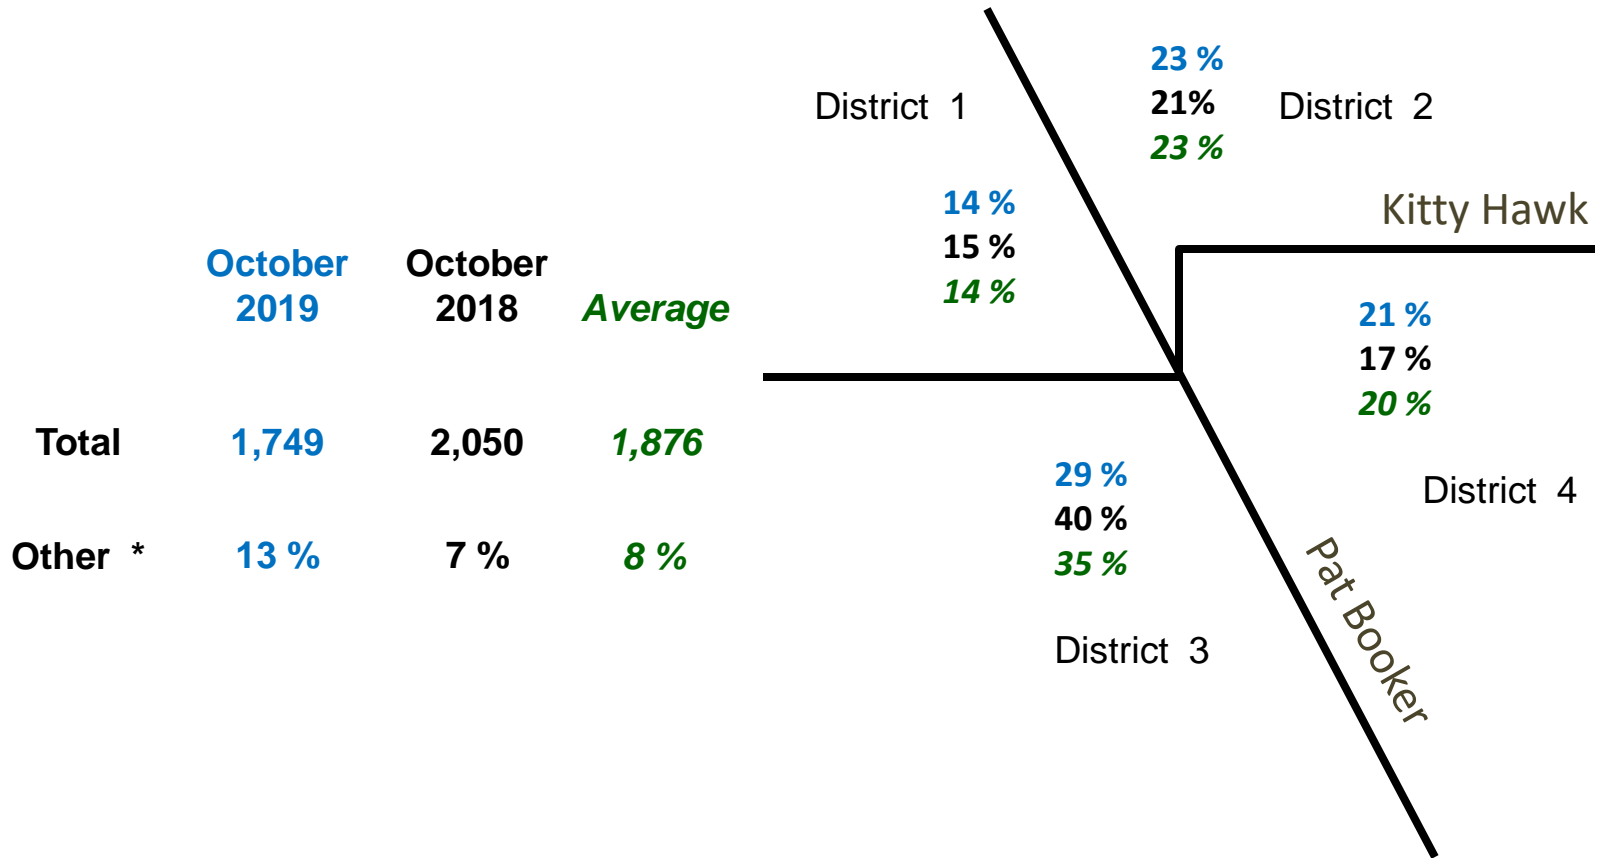 October 2019
October 2018
Average
Total 1,749 2,050 1,876
Other * 13 % 7 % 8 %
District 1
14 %
15 %
14 %
23 %
21%
23 %
District 2
Kitty Hawk
21 %
17 %
20 %
District 4
29 %
40 %
35 %
District 3
Pat Booker